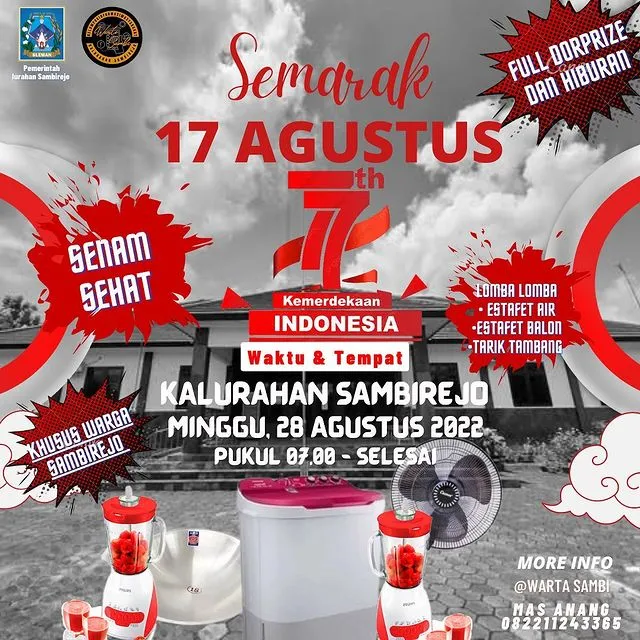 SLEMAN
Pemerintah
lurahan Sambirejo
FULL DORPRIZE
DAN HIBURAN
Semarak
17 AGUSTUS
77th
Kemerdekaan
INDONESIA
SENAM
SEHAT
LOMBA LOMBA
• ESTAFET AIR
• ESTAFET BALON
• TARIK TAMBANG
Waktu & Tempat
KALURAHAN SAMBIREJO
MINGGU, 28 AGUSTUS 2022
PUKUL 07.00 - SELESAI
KHUSUS WARGA
SAMBIREJO
MORE INFO
@WARTA SAMBI
MAS ANANG
082211243365